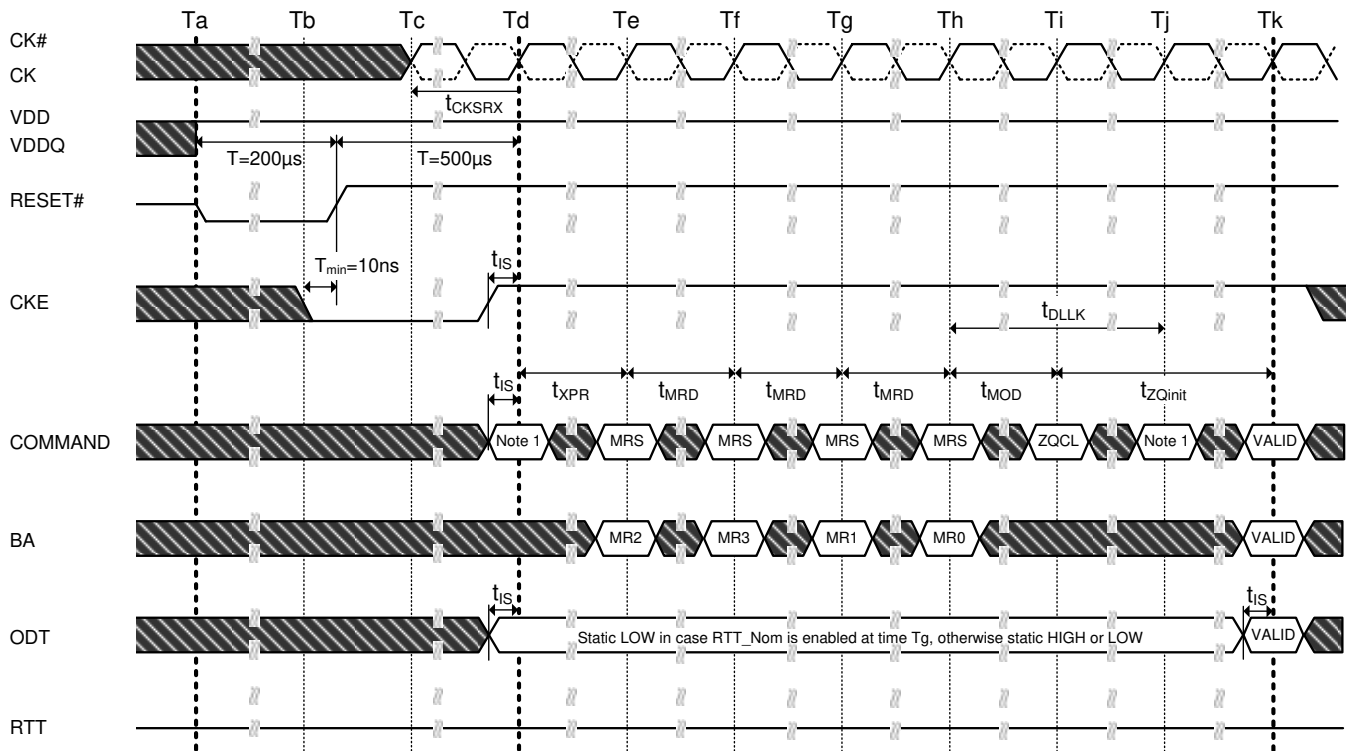 Ta Tb Tc Td Te Tf Tg Th Ti Tj Tk
CK#
CK
tCKSRX
VDD
VDDQ
T=200µs T=500µs
RESET#
Tmin=10ns
tIS
CKE
tDLLK
tIS tXPR tMRD tMRD tMRD tMOD tZQinit
COMMAND Note 1 MRS MRS MRS MRS ZQCL Note 1 VALID
BA MR2 MR3 MR1 MR0 VALID
tIS tIS
ODT Static LOW in case RTT_Nom is enabled at time Tg, otherwise static HIGH or LOW VALID
RTT